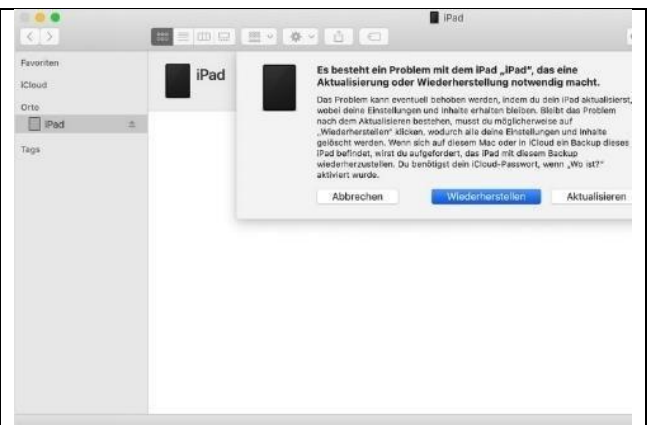 iPad
Favoriten
iCloud
Orte
iPad
Tags
iPad
Es besteht ein Problem mit dem iPad „iPad“, das eine
Aktualisierung oder Wiederherstellung notwendig macht.
Das Problem kann eventuell behoben werden, indem du dein iPad aktualisierst,
wobei deine Einstellungen und Inhalte erhalten bleiben. Bleibt das Problem
nach dem Aktualisieren bestehen, musst du möglicherweise auf
„Wiederherstellen“ klicken, wodurch alle deine Einstellungen und Inhalte
gelöscht werden. Wenn sich auf diesem Mac oder in iCloud ein Backup dieses
iPad befindet, wirst du aufgefordert, das iPad mit diesem Backup
wiederherzustellen. Du benötigst dein iCloud-Passwort, wenn „Wo ist?“
aktiviert wurde.
Abbrechen
Wiederherstellen
Aktualisieren